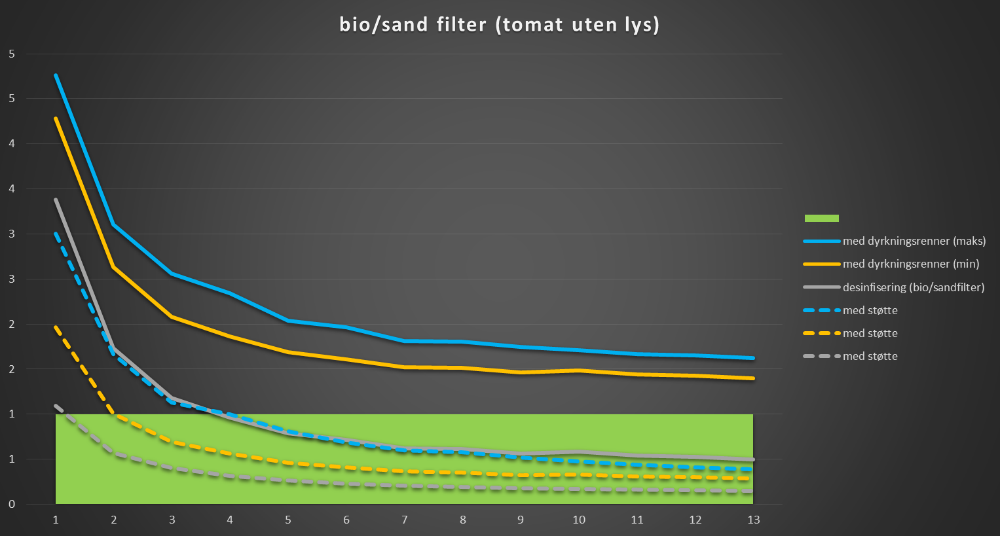 bio/sand filter (tomat uten lys)
5
5
4
4
3
3
2
2
1
1
0
1 2 3 4 5 6 7 8 9 10 11 12 13
med dyrkningsrenner (maks)
med dyrkningsrenner (min)
desinfisering (bio/sandfilter)
med støtte
med støtte
med støtte